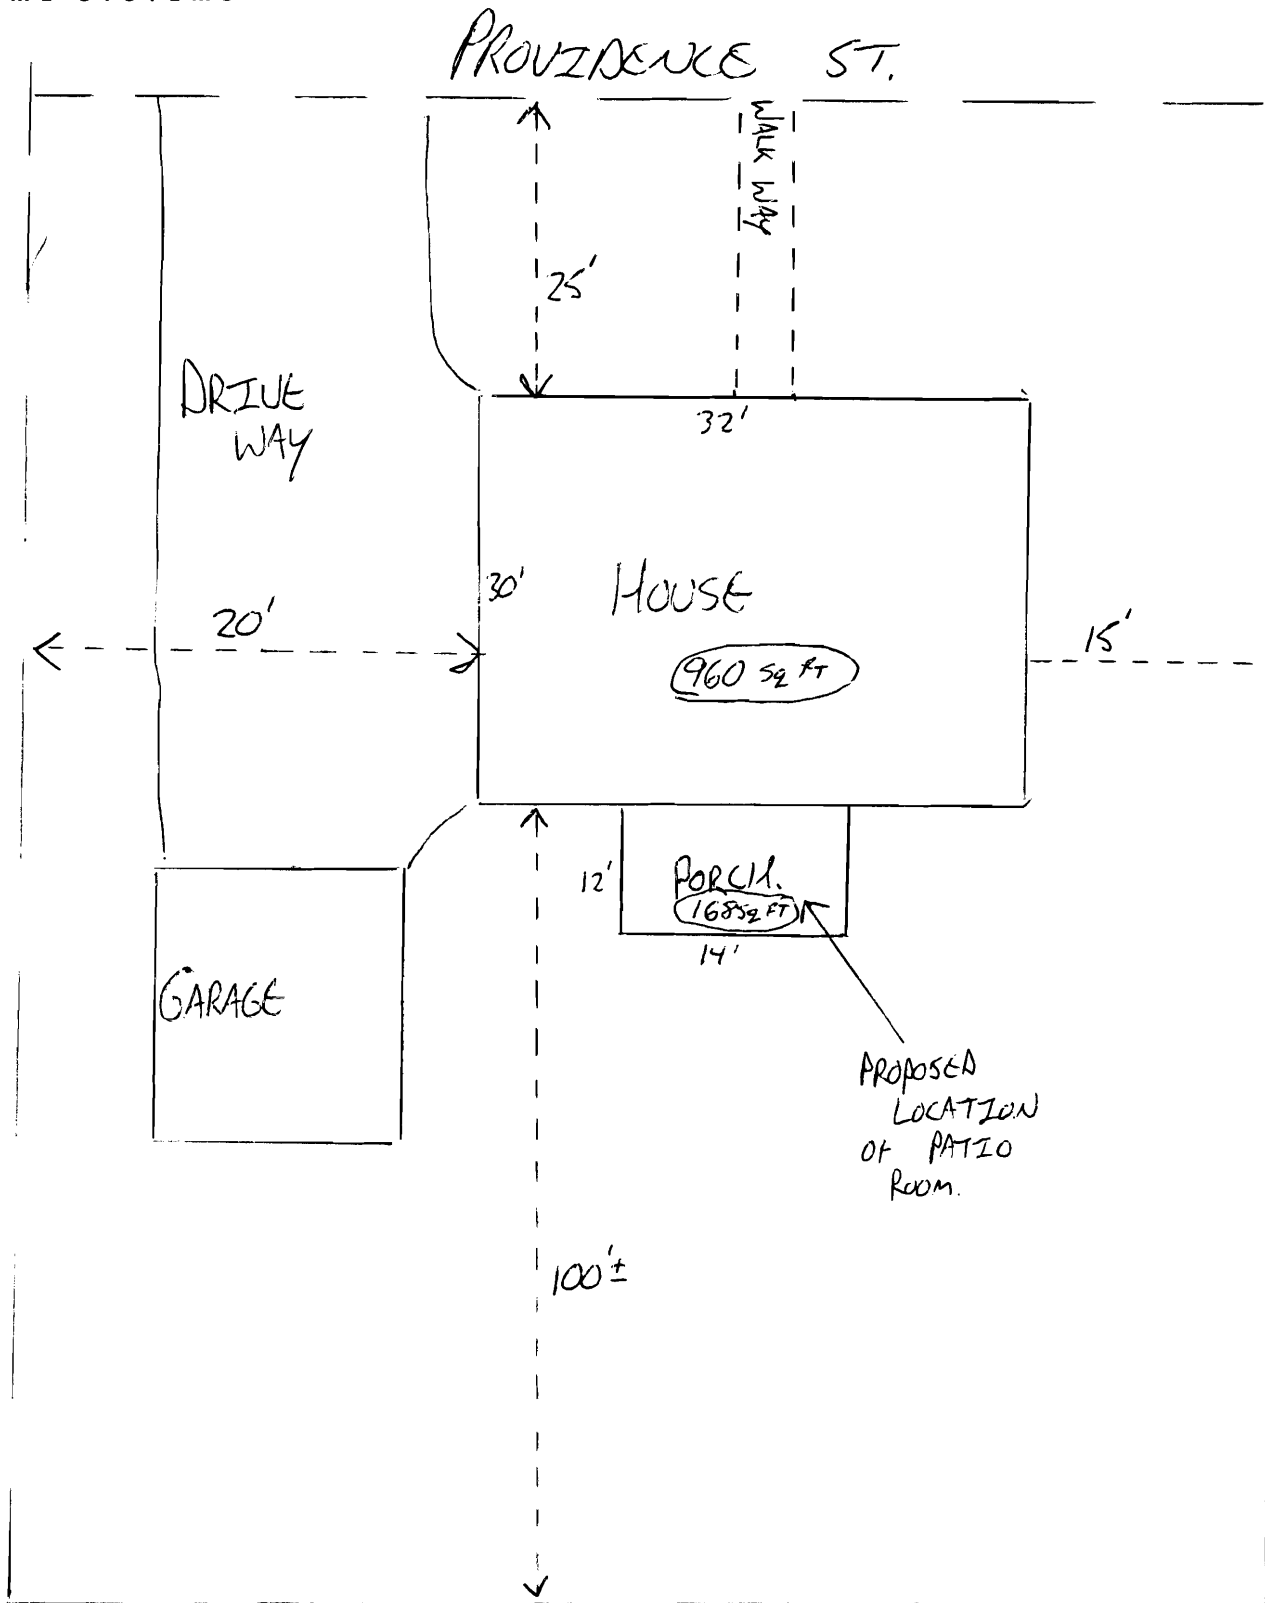 PROVIDENCE ST.
WALK WAY
25'
DRIVE
WAY
32'
30'
HOUSE
20'
15'
960 Sq FT
12'
PORCH.
168 Sq FT
14'
GARAGE
PROPOSED
LOCATION
OF PATIO
ROOM.
100'±